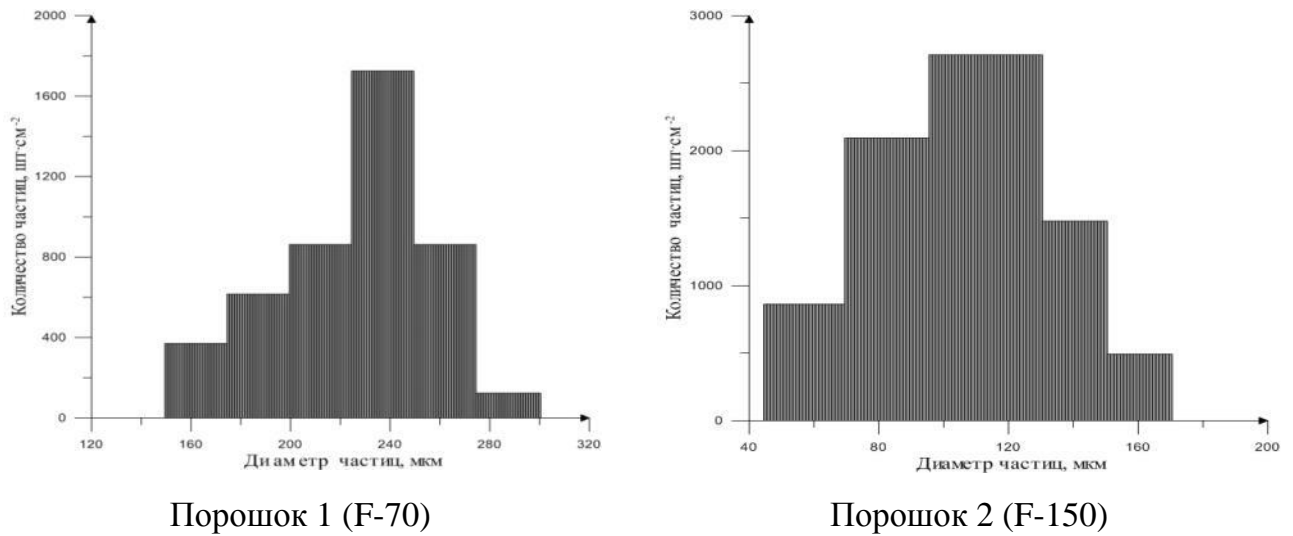 2000
1600
1200
800
400
0
Количество частиц, шт·см-2
120 160 200 240 280 320
Диаметр частиц, мкм
Порошок 1 (F-70)
3000
2000
1000
0
Количество частиц, шт·см-2
40 80 120 160 200
Диаметр частиц, мкм
Порошок 2 (F-150)